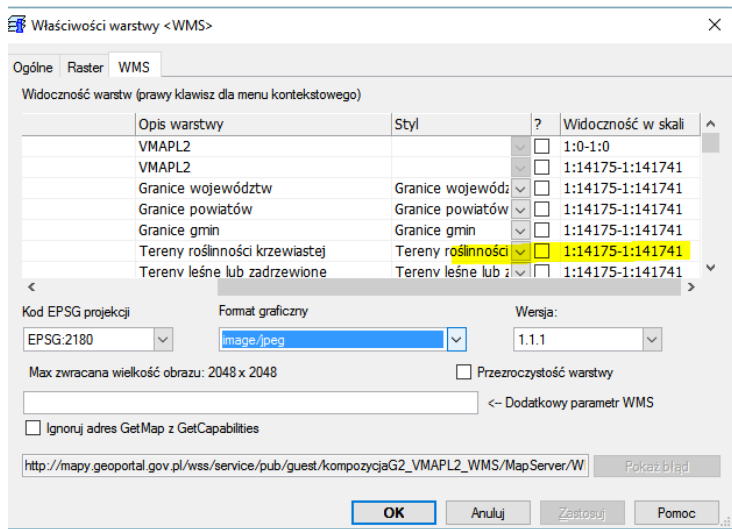 Właściwości warstwy <WMS>
Ogólne Raster WMS
Widoczność warstw (prawy klawisz dla menu kontekstowego)
Opis warstwy Styl ? Widoczność w skali
VMAPL2 1:0-1:0
VMAPL2 1:14175-1:141741
Granice województw Granice wojewódz 1:14175-1:141741
Granice powiatów Granice powiatów 1:14175-1:141741
Granice gmin Granice gmin 1:14175-1:141741
Tereny roślinności krzewiastej Tereny roślinności 1:14175-1:141741
Tereny leśne lub zadrzewione Tereny leśne lub z 1:14175-1:141741
Kod EPSG projekcji Format graficzny Wersja:
EPSG:2180 image/jpeg 1.1.1
Max zwracana wielkość obrazu: 2048 x 2048 Przezroczystość warstwy
<-- Dodatkowy parametr WMS
Ignoruj adres GetMap z GetCapabilities
http://mapy.geoportal.gov.pl/wss/service/pub/guest/kompozycjaG2_VMAPL2_WMS/MapServer/W Pokaż błąd
OK Anuluj Zastosuj Pomoc